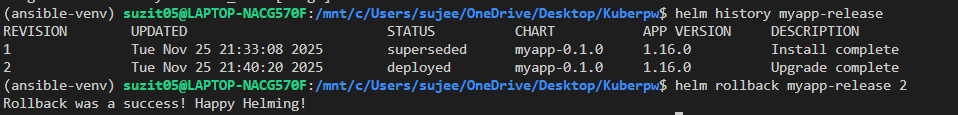 (ansible-venv) suzit05@LAPTOP-NACG570F:/mnt/c/Users/sujee/OneDrive/Desktop/Kuberpw$ helm history myapp-release
REVISION UPDATED STATUS CHART APP VERSION DESCRIPTION
1 Tue Nov 25 21:33:08 2025 superseded myapp-0.1.0 1.16.0 Install complete
2 Tue Nov 25 21:40:20 2025 deployed myapp-0.1.0 1.16.0 Upgrade complete
(ansible-venv) suzit05@LAPTOP-NACG570F:/mnt/c/Users/sujee/OneDrive/Desktop/Kuberpw$ helm rollback myapp-release 2
Rollback was a success! Happy Helming!